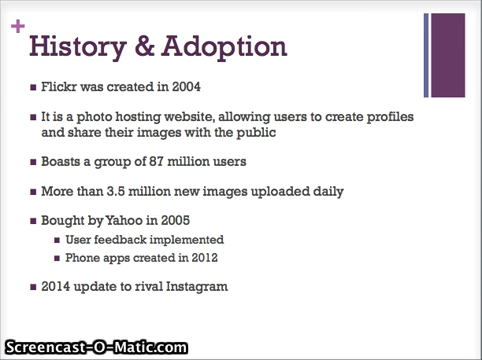 +
History & Adoption
Flickr was created in 2004
It is a photo hosting website, allowing users to create profiles
and share their images with the public
Boasts a group of 87 million users
More than 3.5 million new images uploaded daily
Bought by Yahoo in 2005
User feedback implemented
Phone apps created in 2012
2014 update to rival Instagram
Screencast-O-Matic.com